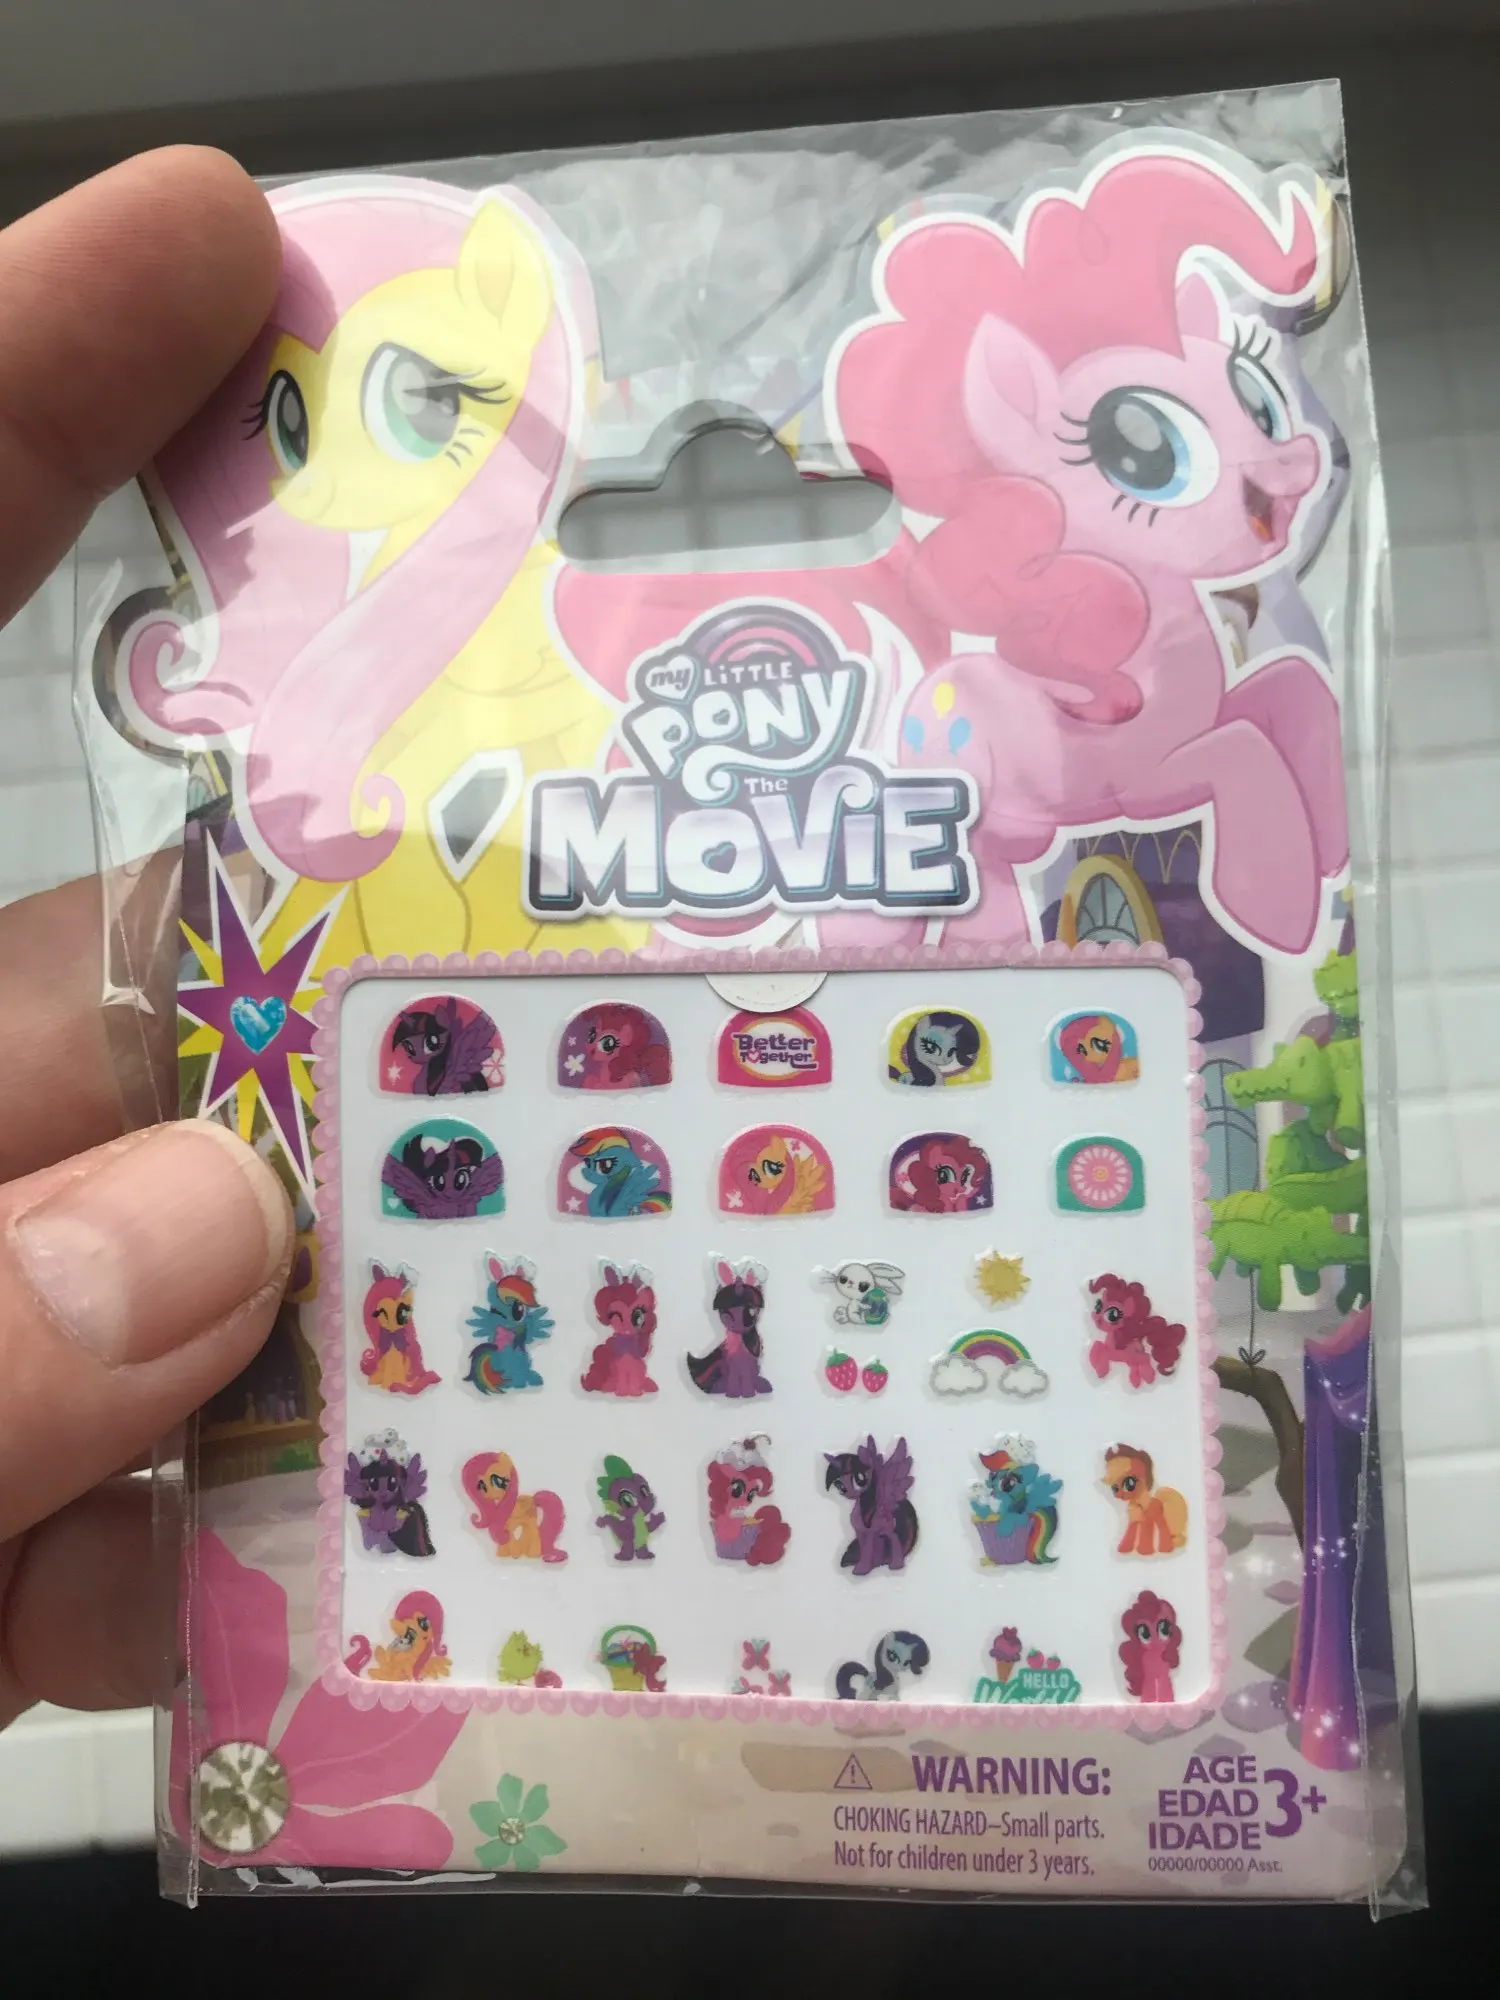 my LiTTLE
PONY
The
MOViE
Better
Together
HELLO
World!
WARNING:
CHOKING HAZARD–Small parts.
Not for children under 3 years.
AGE
EDAD
IDADE
3+
00000/00000 Asst.